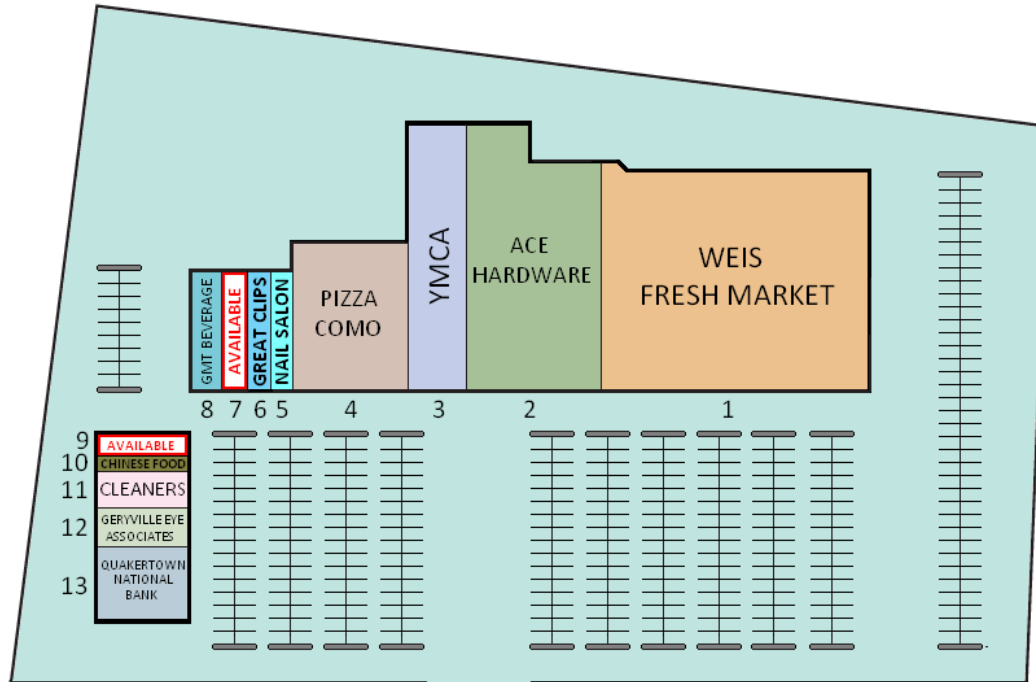 YMCA
ACE
HARDWARE
WEIS
FRESH MARKET
PIZZA
COMO
GMT BEVERAGE
AVAILABLE
GREAT CLIPS
NAIL SALON
8
7
6
5
4
3
2
1
9
AVAILABLE
10
CHINESE FOOD
11
CLEANERS
12
GERYVILLE EYE
ASSOCIATES
13
QUAKERTOWN
NATIONAL
BANK